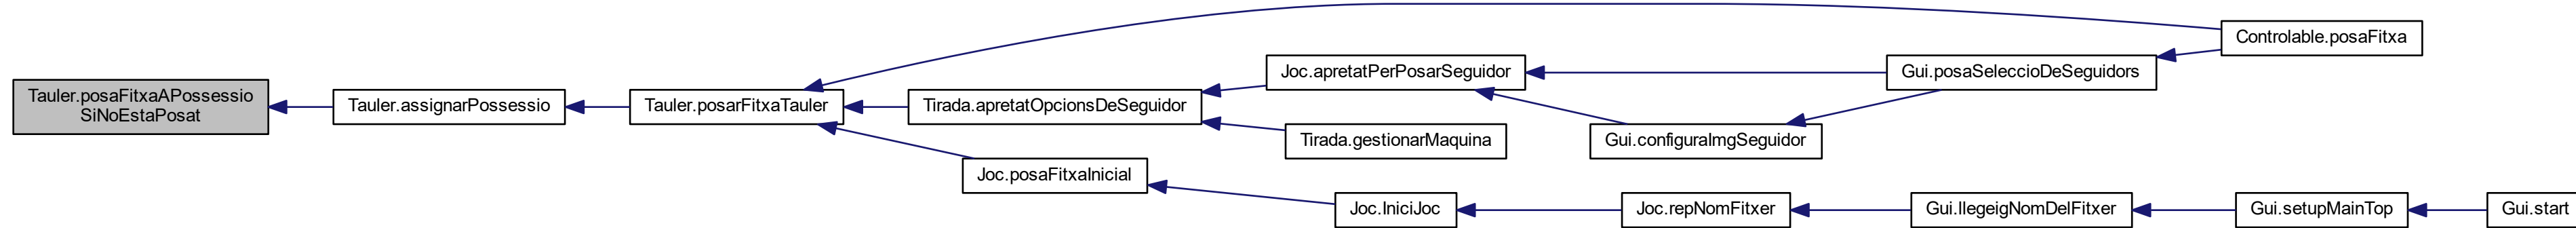 Tauler.posaFitxaAPossessio
SiNoEstaPosat
Tauler.assignarPossessio
Tauler.posarFitxaTauler
Tirada.apretatOpcionsDeSeguidor
Joc.posaFitxaInicial
Joc.apretatPerPosarSeguidor
Tirada.gestionarMaquina
Joc.IniciJoc
Gui.configuraImgSeguidor
Joc.repNomFitxer
Gui.posaSeleccioDeSeguidors
Gui.llegeigNomDelFitxer
Controlable.posaFitxa
Gui.setupMainTop
Gui.start